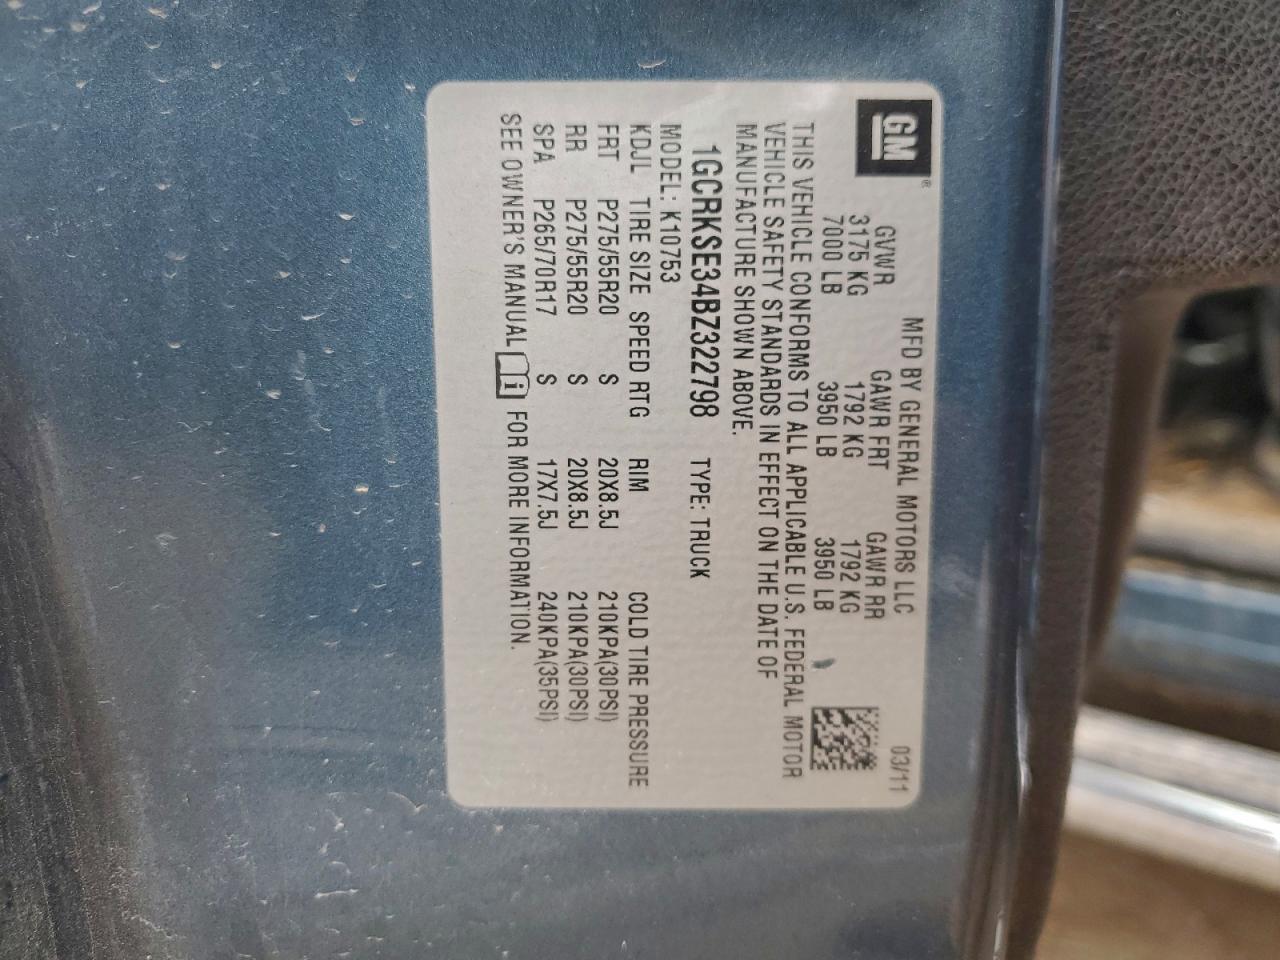 GM®
MFD BY GENERAL MOTORS LLC 03/11
GVWR GAWR FRT GAWR RR
3175 KG 1792 KG 1792 KG
7000 LB 3950 LB 3950 LB
THIS VEHICLE CONFORMS TO ALL APPLICABLE U.S. FEDERAL MOTOR
VEHICLE SAFETY STANDARDS IN EFFECT ON THE DATE OF
MANUFACTURE SHOWN ABOVE.
1GCRKSE34BZ322798 TYPE: TRUCK
MODEL: K10753
KDJL TIRE SIZE SPEED RTG RIM COLD TIRE PRESSURE
FRT P275/55R20 S 20X8.5J 210KPA(30PSI)
RR P275/55R20 S 20X8.5J 210KPA(30PSI)
SPA P265/70R17 S 17X7.5J 240KPA(35PSI)
SEE OWNER'S MANUAL i FOR MORE INFORMATION.